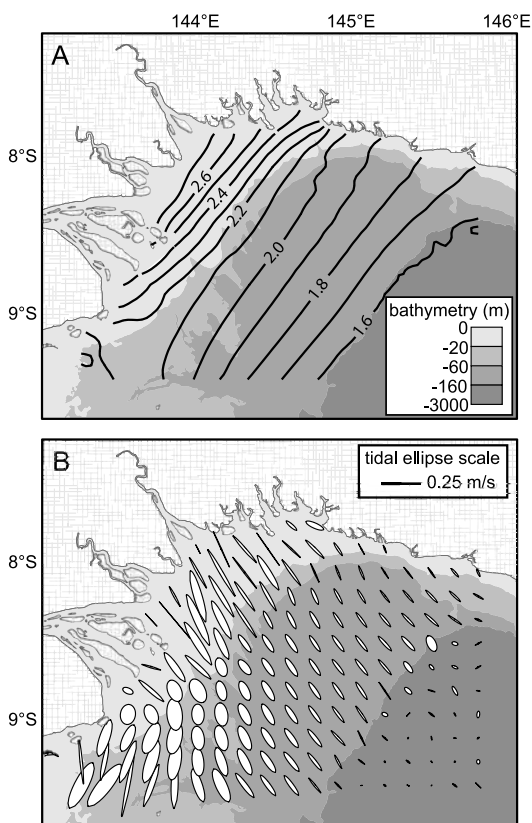 144°E 145°E 146°E
A
8°S
9°S
2.6
2.4
2.2
2.0
1.8
1.6
bathymetry (m)
0
-20
-60
-160
-3000
B
tidal ellipse scale
0.25 m/s
8°S
9°S